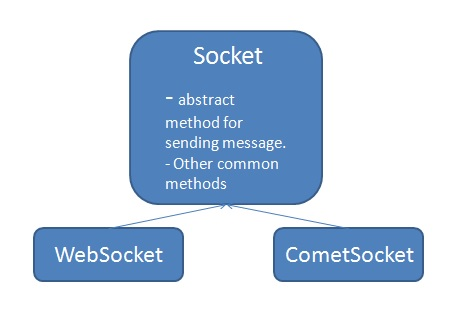 Socket
- abstract
method for
sending message.
- Other common
methods
WebSocket
CometSocket